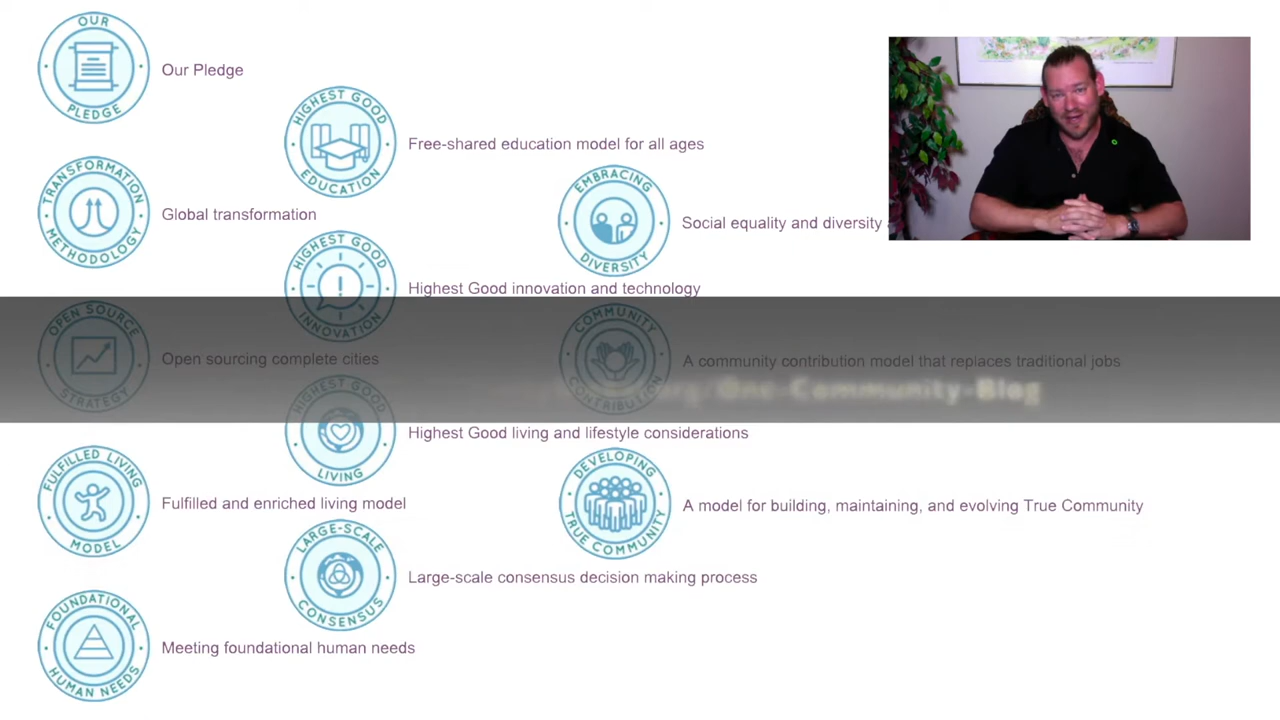 OUR PLEDGE
Our Pledge
HIGHEST GOOD EDUCATION
Free-shared education model for all ages
TRANSFORMATION METHODOLOGY
Global transformation
EMBRACING DIVERSITY
Social equality and diversity
HIGHEST GOOD INNOVATION
Highest Good innovation and technology
OPEN SOURCE STRATEGY
Open sourcing complete cities
COMMUNITY CONTRIBUTION
A community contribution model that replaces traditional jobs
One-Community-Blog
HIGHEST GOOD LIVING
Highest Good living and lifestyle considerations
FULFILLED LIVING MODEL
Fulfilled and enriched living model
DEVELOPING TRUE COMMUNITY
A model for building, maintaining, and evolving True Community
LARGE-SCALE CONSENSUS
Large-scale consensus decision making process
FOUNDATIONAL HUMAN NEEDS
Meeting foundational human needs